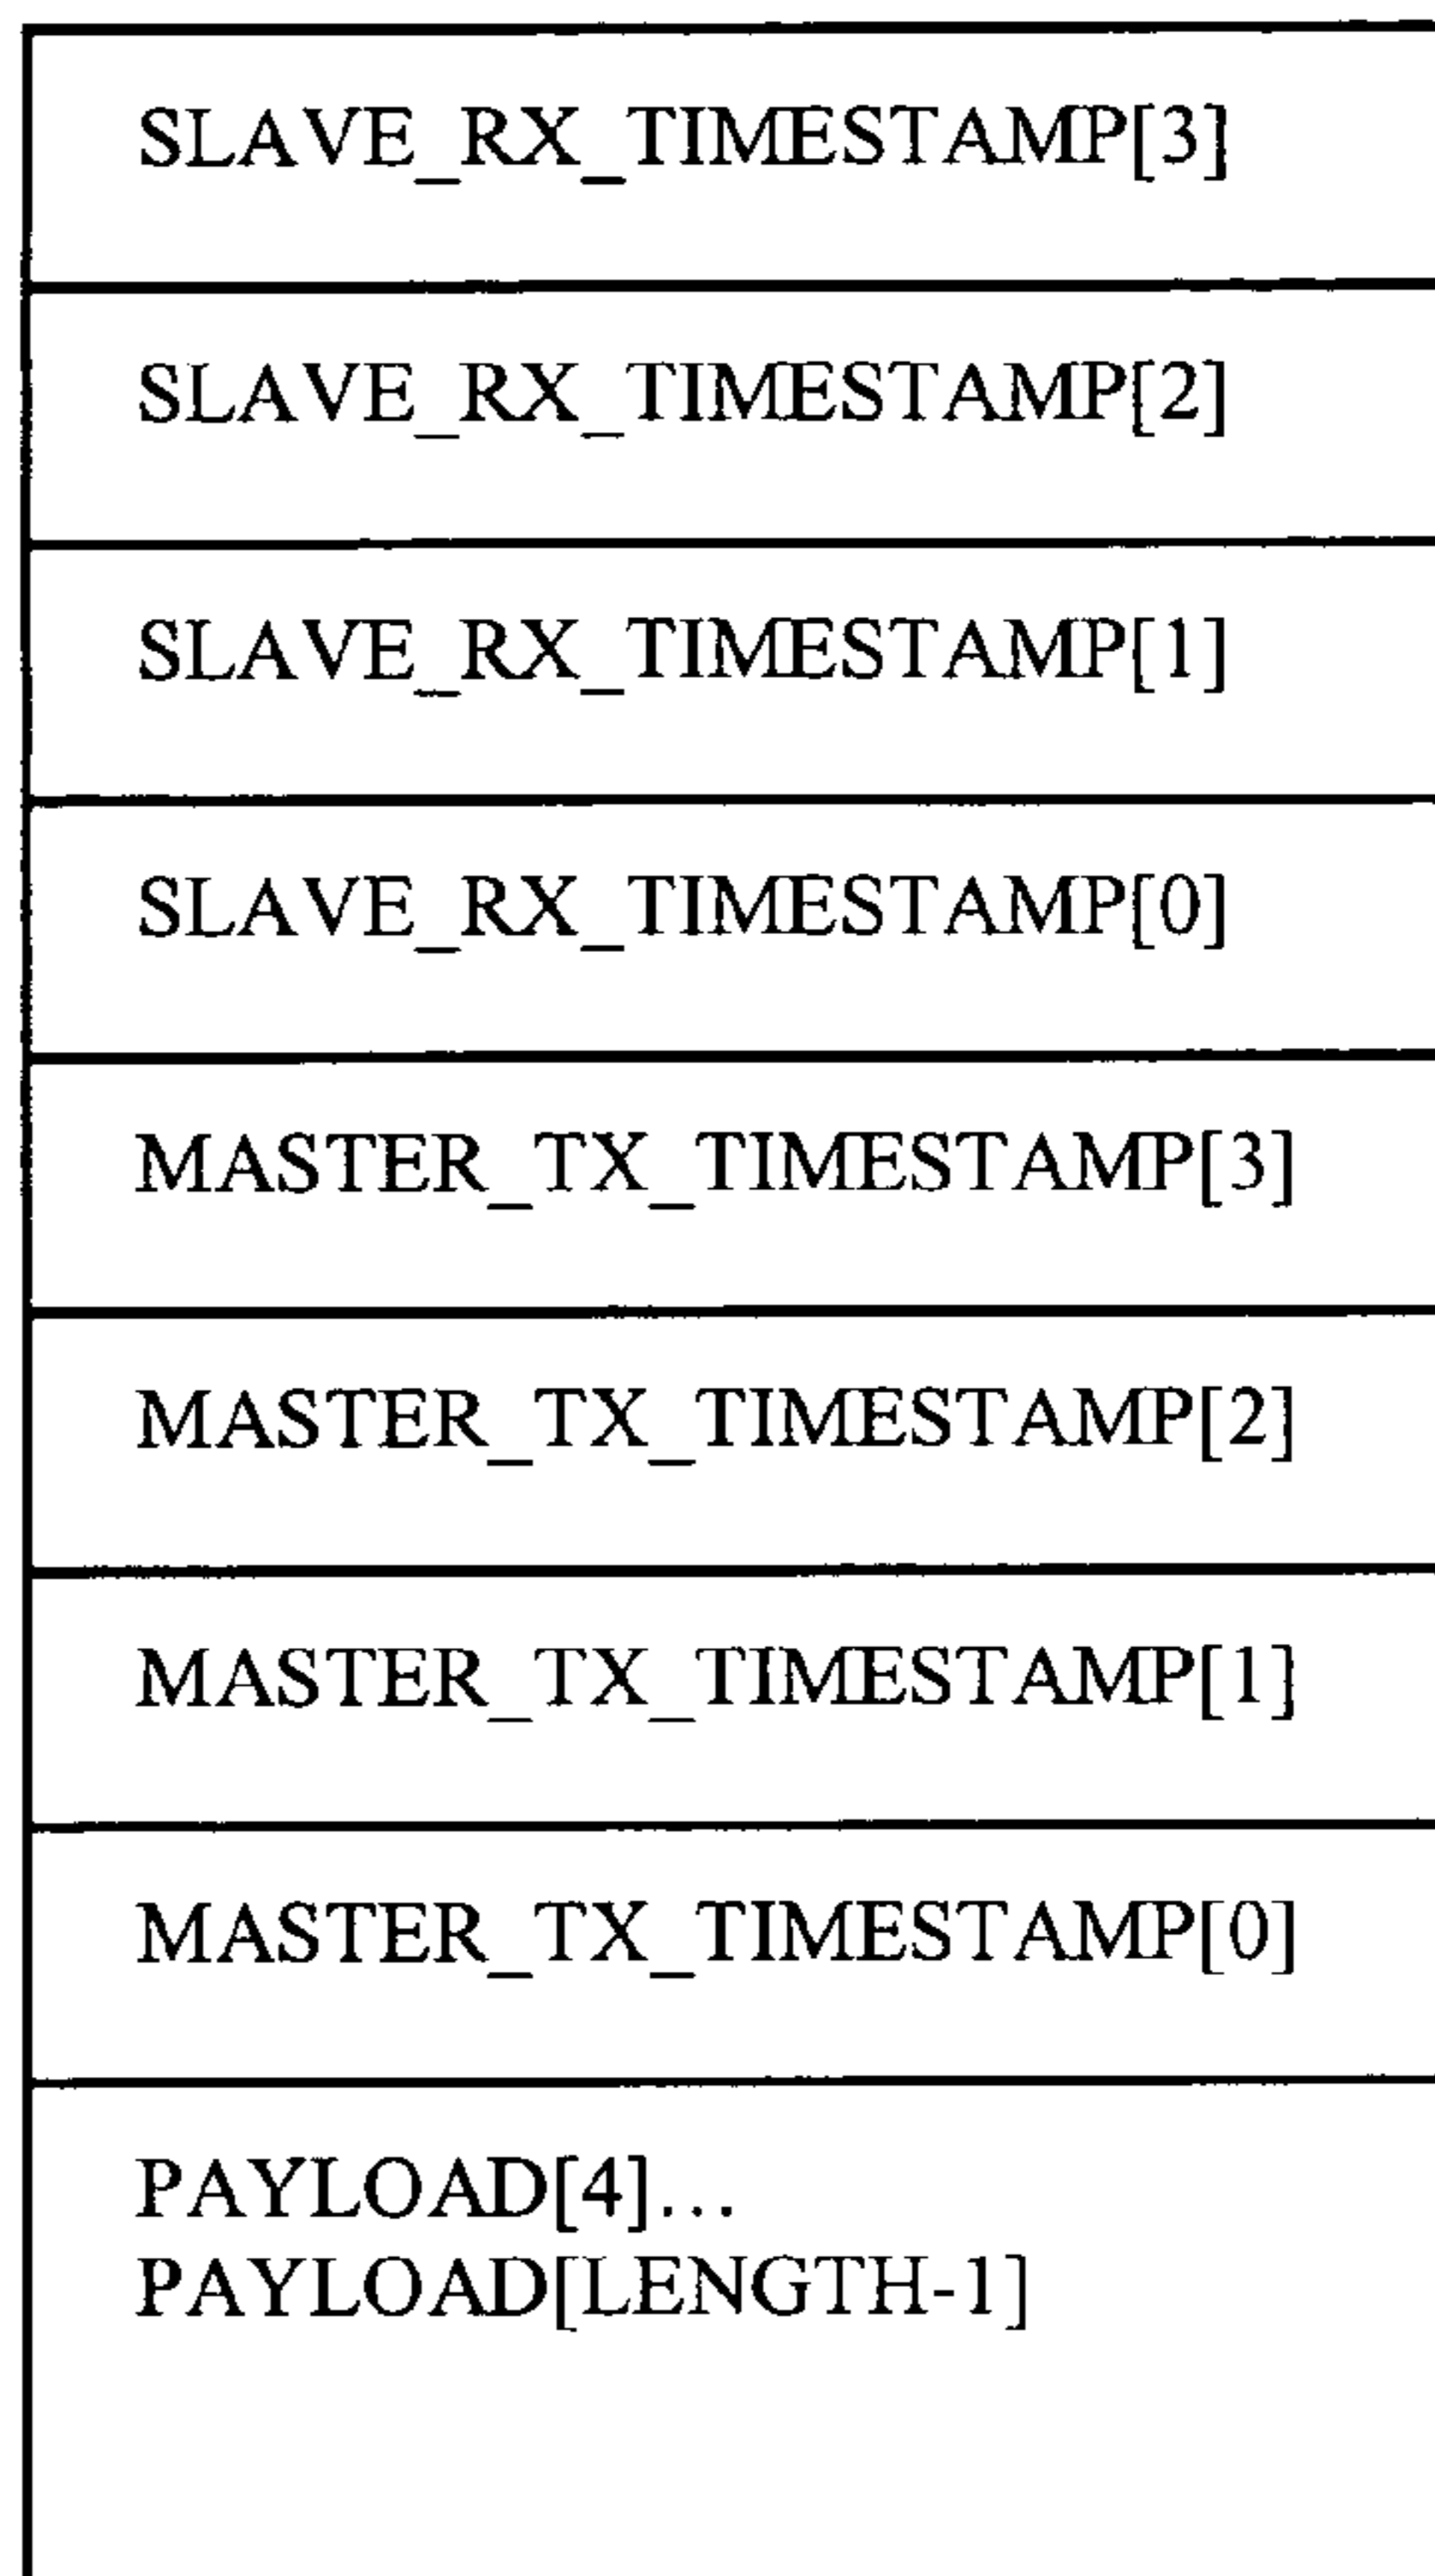 SLAVE_RX_TIMESTAMP[3]
SLAVE_RX_TIMESTAMP[2]
SLAVE_RX_TIMESTAMP[1]
SLAVE_RX_TIMESTAMP[0]
MASTER_TX_TIMESTAMP[3]
MASTER_TX_TIMESTAMP[2]
MASTER_TX_TIMESTAMP[1]
MASTER_TX_TIMESTAMP[0]
PAYLOAD[4]...
PAYLOAD[LENGTH-1]